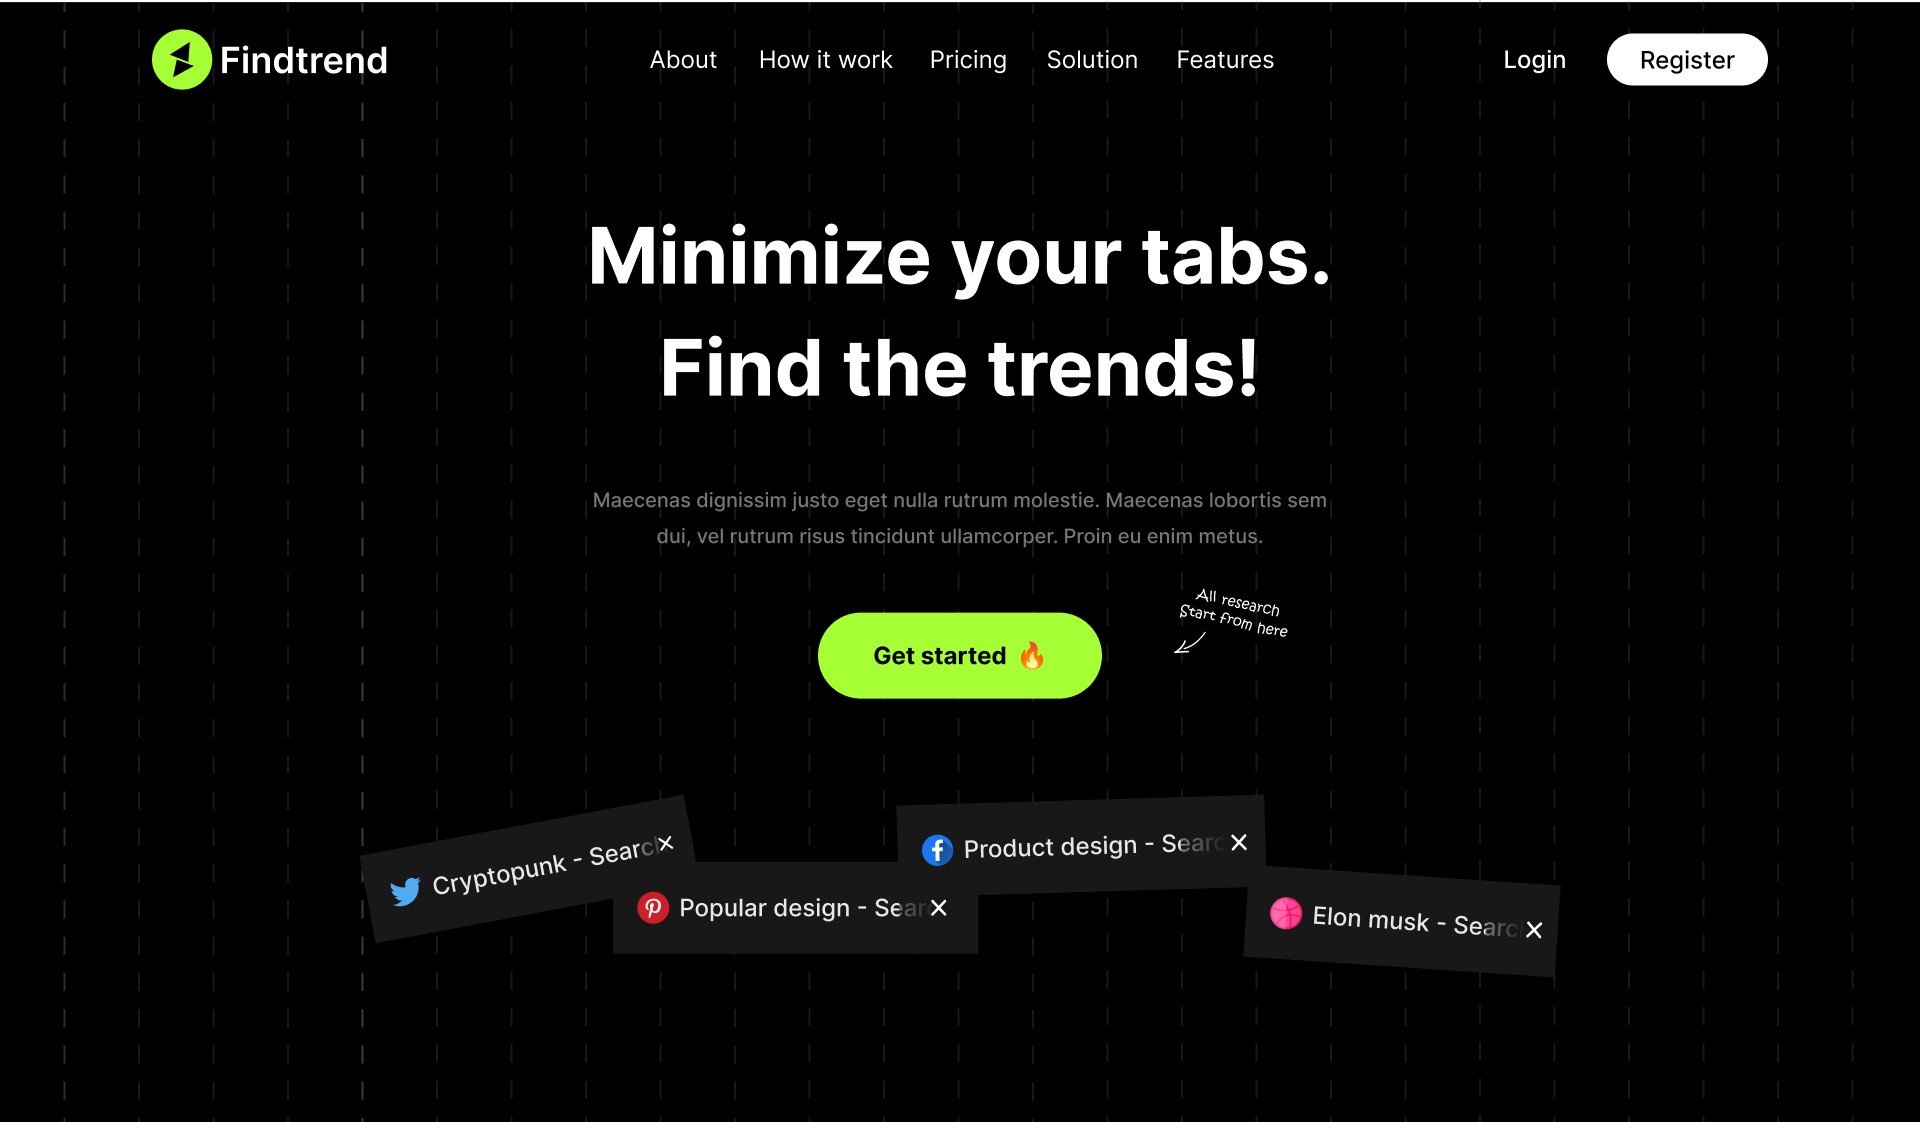 Findtrend
About
How it work
Pricing
Solution
Features
Login
Register
Minimize your tabs.
Find the trends!
Maecenas dignissim justo eget nulla rutrum molestie. Maecenas lobortis sem
dui, vel rutrum risus tincidunt ullamcorper. Proin eu enim metus.
All research
Start from here
Get started 🔥
Cryptopunk - Search
Product design - Searc
Popular design - Sear
Elon musk - Search